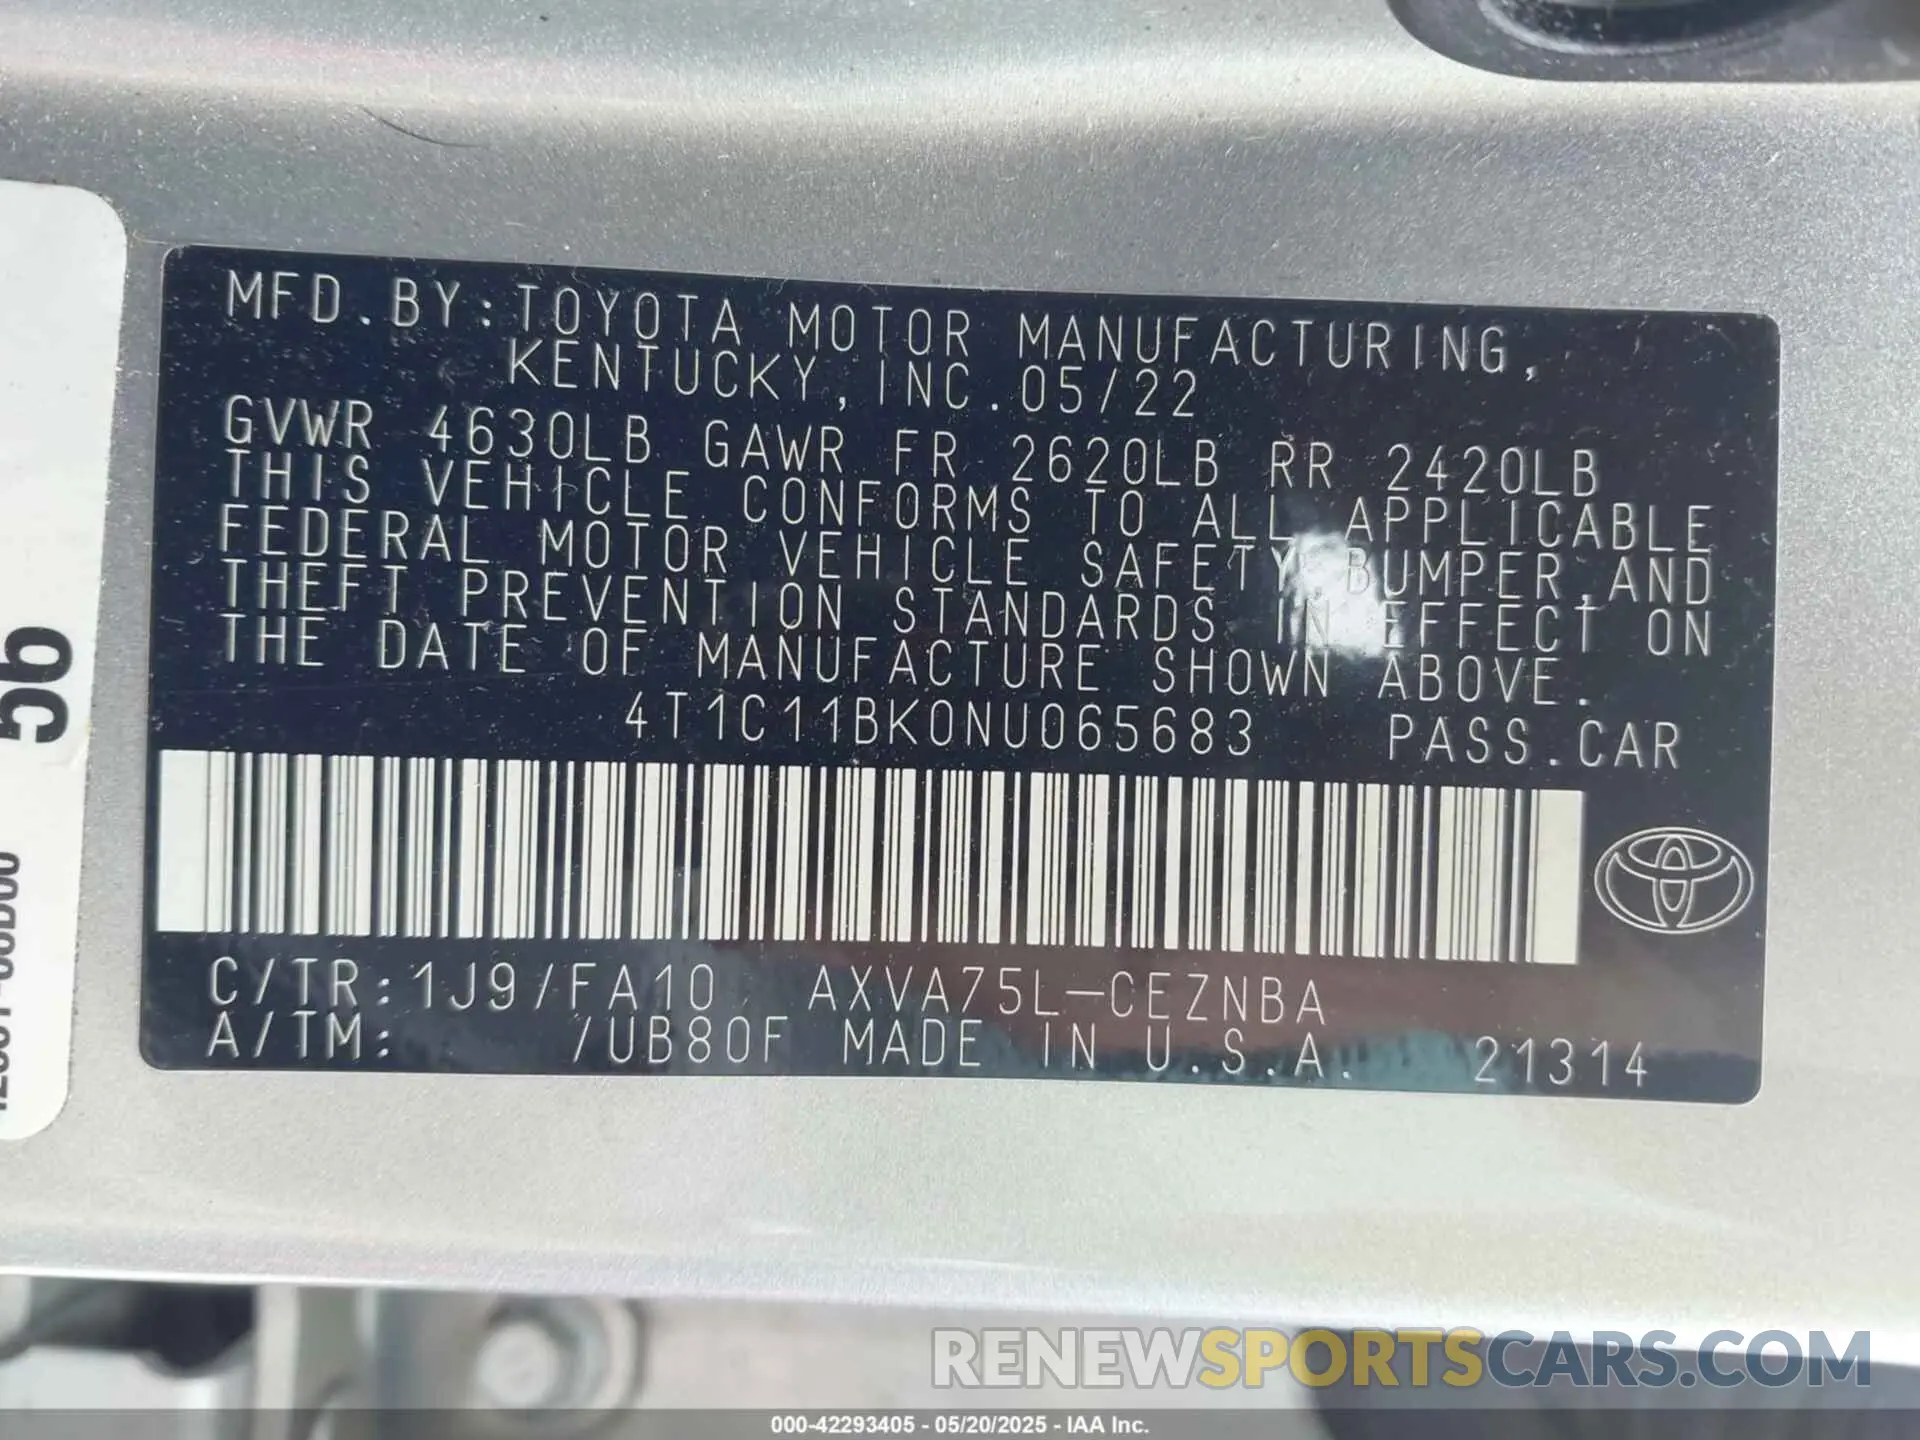 MFD.BY:TOYOTA MOTOR MANUFACTURING,
KENTUCKY,INC.05/22
GVWR 4630LB GAWR FR 2620LB RR 2420LB
THIS VEHICLE CONFORMS TO ALL APPLICABLE
FEDERAL MOTOR VEHICLE SAFETY,BUMPER,AND
THEFT PREVENTION STANDARDS IN EFFECT ON
THE DATE OF MANUFACTURE SHOWN ABOVE.
4T1C11BK0NU065683 PASS.CAR
C/TR:1J9/FA10 AXVA75L-CEZNBA
A/TM: /UB80F MADE IN U.S.A. 21314
56
RENEWSPORTSCARS.COM
000-42293405 - 05/20/2025 - IAA Inc.